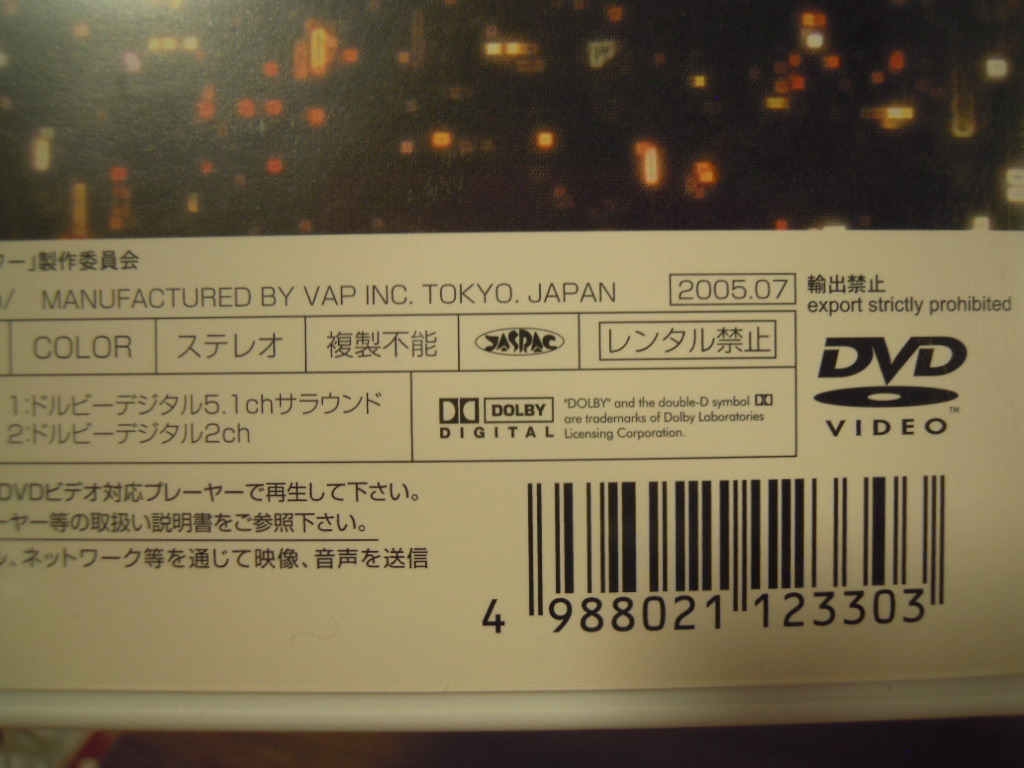 ー」製作委員会
/ MANUFACTURED BY VAP INC. TOKYO. JAPAN 2005.07 輸出禁止
export strictly prohibited
COLOR ステレオ 複製不能 JASRAC レンタル禁止
DVD
VIDEO ™
1:ドルビーデジタル5.1chサラウンド
2:ドルビーデジタル2ch
DOLBY
DIGITAL
"DOLBY" and the double-D symbol
are trademarks of Dolby Laboratories
Licensing Corporation.
DVDビデオ対応プレーヤーで再生して下さい。
ーヤー等の取扱い説明書をご参照下さい。
、ネットワーク等を通じて映像、音声を送信
4 988021 123303